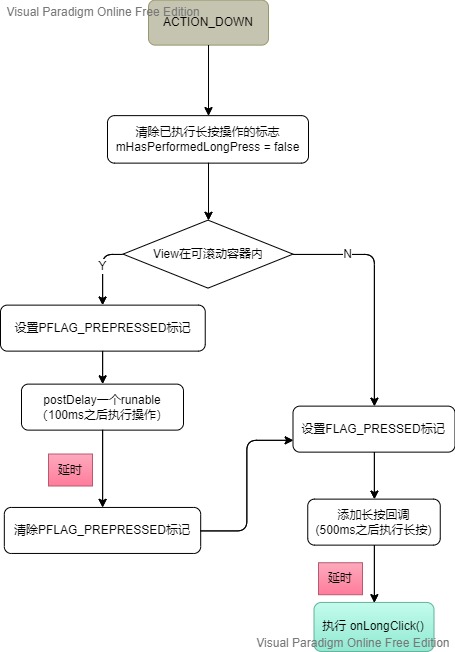 Visual Paradigm Online Free Edition
ACTION_DOWN
清除已执行长按操作的标志
mHasPerformedLongPress = false
View在可滚动容器内
Y
N
设置PFLAG_PREPRESSED标记
postDelay一个runable
（100ms之后执行操作）
延时
清除PFLAG_PREPRESSED标记
设置FLAG_PRESSED标记
添加长按回调
(500ms之后执行长按)
延时
执行 onLongClick()
Visual Paradigm Online Free Edition